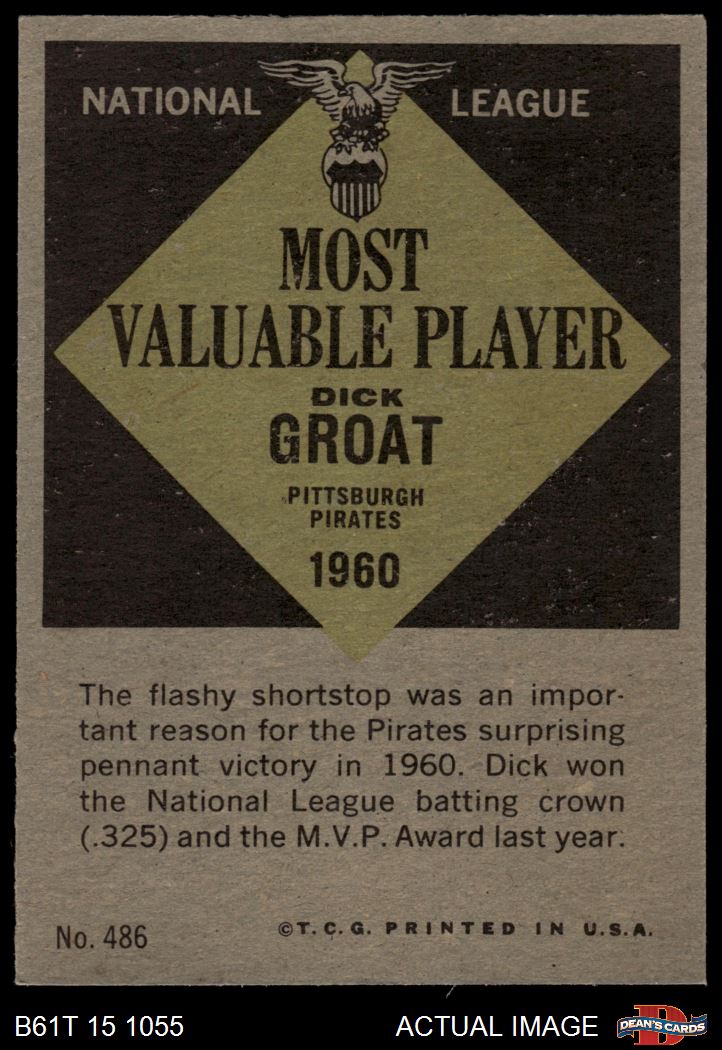 NATIONAL LEAGUE
MOST
VALUABLE PLAYER
DICK
GROAT
PITTSBURGH
PIRATES
1960
The flashy shortstop was an impor-
tant reason for the Pirates surprising
pennant victory in 1960. Dick won
the National League batting crown
(.325) and the M.V.P. Award last year.
No. 486
©T.C.G. PRINTED IN U.S.A.
B61T 15 1055
ACTUAL IMAGE
D
DEAN'S CARDS